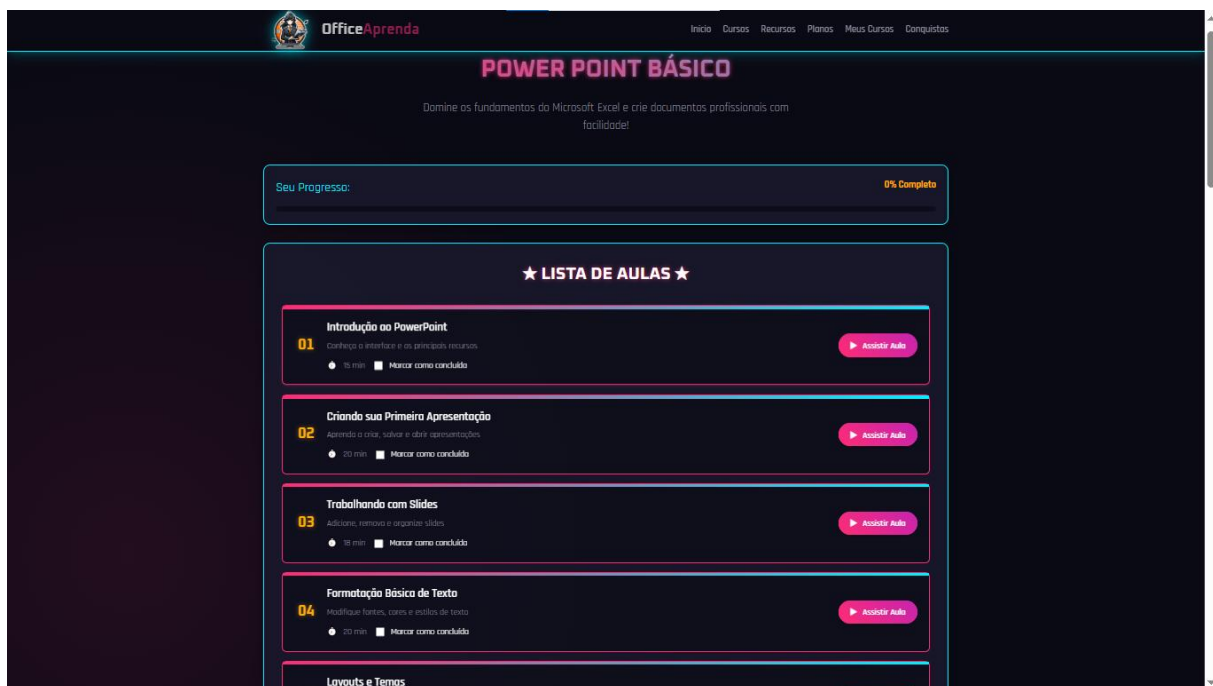 OfficeAprenda
Início Cursos Recursos Planos Meus Cursos Conquistas
POWER POINT BÁSICO
Domine os fundamentos do Microsoft Excel e crie documentos profissionais com
facilidade!
Seu Progresso:
0% Completo
★ LISTA DE AULAS ★
01
Introdução ao PowerPoint
Conheça a interface e os principais recursos
15 min Marcar como concluída
▶ Assistir Aula
02
Criando sua Primeira Apresentação
Aprenda a criar, salvar e abrir apresentações
20 min Marcar como concluída
▶ Assistir Aula
03
Trabalhando com Slides
Adicione, remova e organize slides
18 min Marcar como concluída
▶ Assistir Aula
04
Formatação Básica de Texto
Modifique fontes, cores e estilos de texto
20 min Marcar como concluída
▶ Assistir Aula
Layouts e Temas